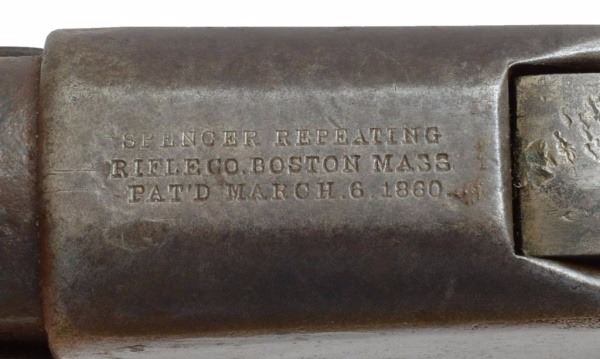 SPENCER REPEATING
RIFLE CO. BOSTON MASS
PAT'D MARCH. 6. 1860.